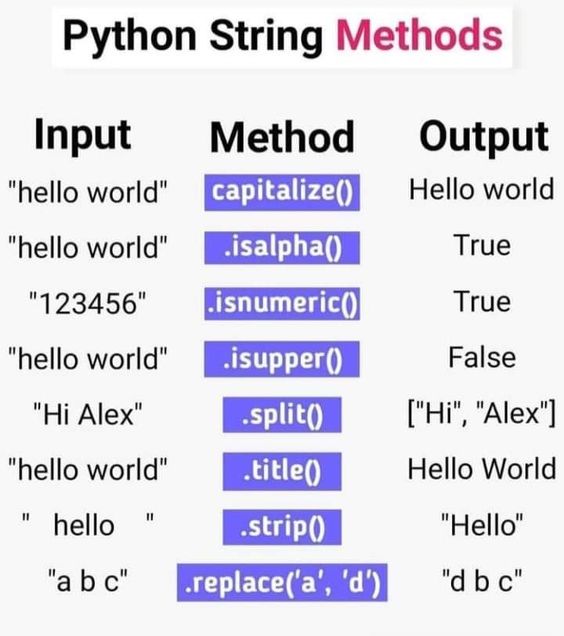 Python String Methods
Input Method Output
"hello world" capitalize() Hello world
"hello world" .isalpha() True
"123456" .isnumeric() True
"hello world" .isupper() False
"Hi Alex" .split() ["Hi", "Alex"]
"hello world" .title() Hello World
" hello " .strip() "Hello"
"a b c" .replace('a', 'd') "d b c"